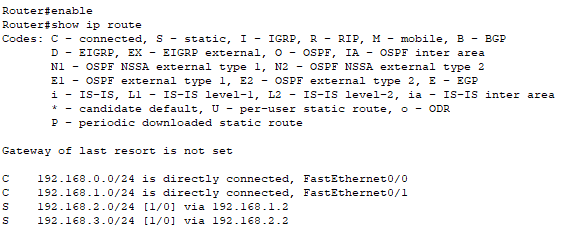 Router#enable
Router#show ip route
Codes: C - connected, S - static, I - IGRP, R - RIP, M - mobile, B - BGP
D - EIGRP, EX - EIGRP external, O - OSPF, IA - OSPF inter area
N1 - OSPF NSSA external type 1, N2 - OSPF NSSA external type 2
E1 - OSPF external type 1, E2 - OSPF external type 2, E - EGP
i - IS-IS, L1 - IS-IS level-1, L2 - IS-IS level-2, ia - IS-IS inter area
* - candidate default, U - per-user static route, o - ODR
P - periodic downloaded static route
Gateway of last resort is not set
C 192.168.0.0/24 is directly connected, FastEthernet0/0
C 192.168.1.0/24 is directly connected, FastEthernet0/1
S 192.168.2.0/24 [1/0] via 192.168.1.2
S 192.168.3.0/24 [1/0] via 192.168.2.2